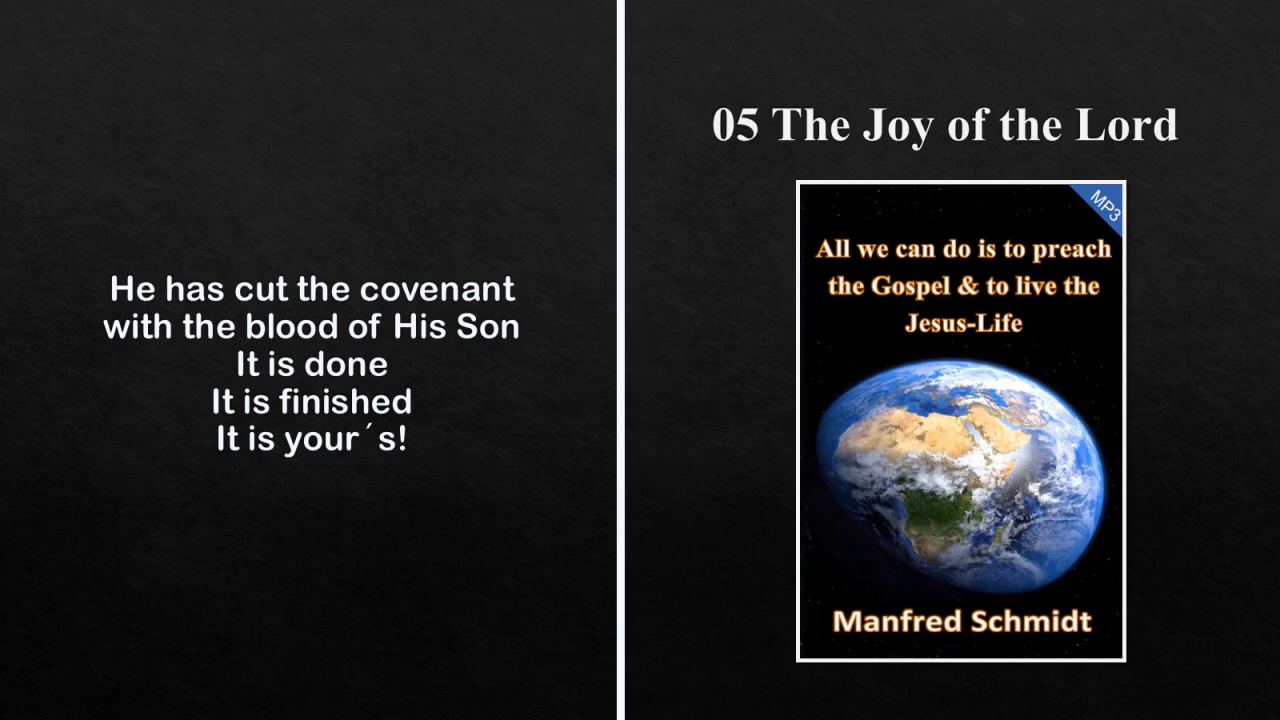 He has cut the covenant
with the blood of His Son
It is done
It is finished
It is your´s!
05 The Joy of the Lord
MP3
All we can do is to preach
the Gospel & to live the
Jesus-Life
Manfred Schmidt